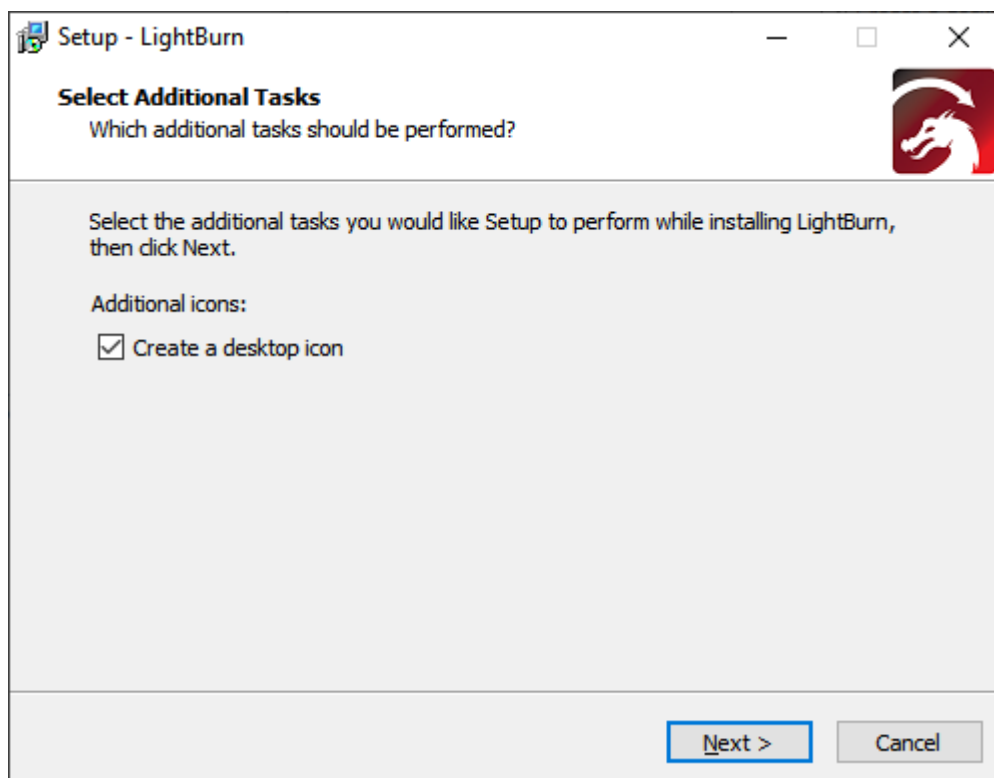 Setup - LightBurn
Select Additional Tasks
Which additional tasks should be performed?
Select the additional tasks you would like Setup to perform while installing LightBurn,
then click Next.
Additional icons:
Create a desktop icon
Next >
Cancel